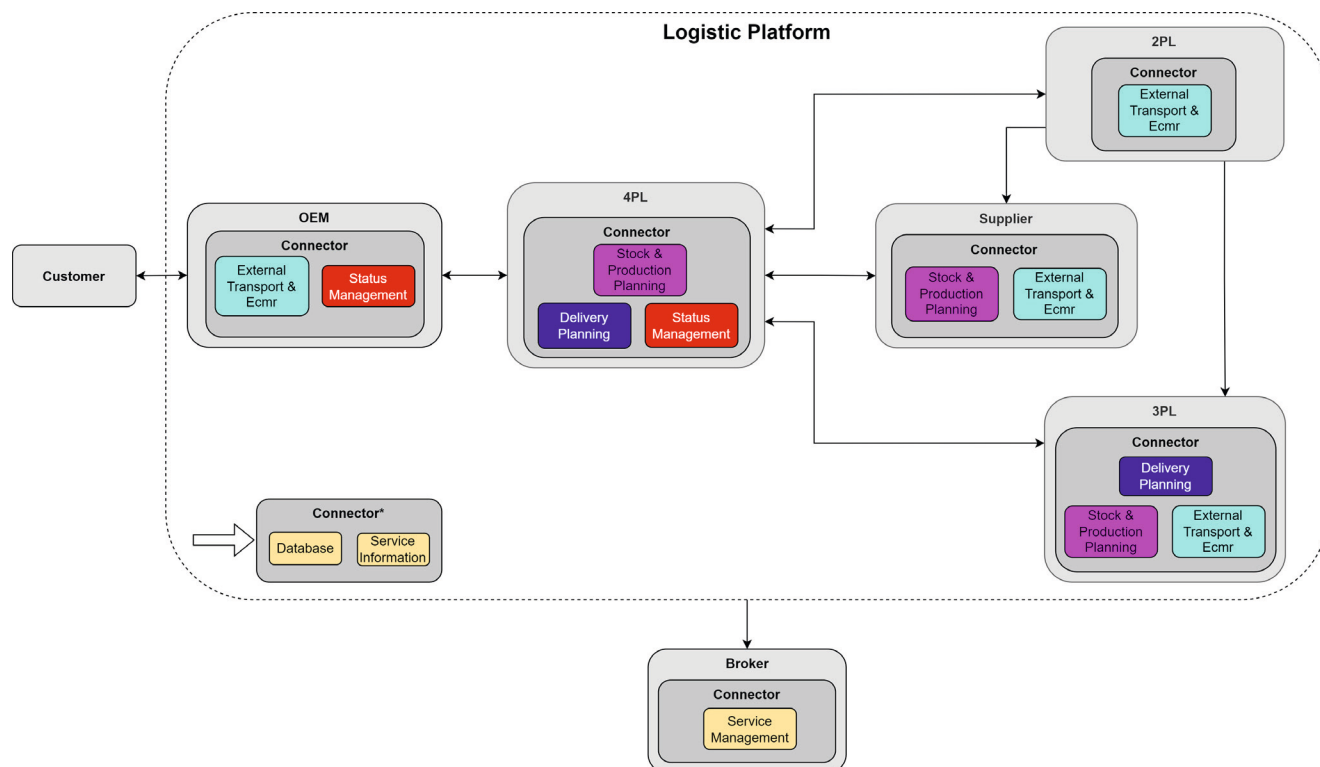 Logistic Platform
2PL
Connector
External
Transport &
Ecmr
OEM
Connector
External
Transport &
Ecmr
Status
Management
4PL
Connector
Stock &
Production
Planning
Delivery
Planning
Status
Management
Supplier
Connector
Stock &
Production
Planning
External
Transport &
Ecmr
Customer
3PL
Connector
Delivery
Planning
Stock &
Production
Planning
External
Transport &
Ecmr
Connector*
Database
Service
Information
Broker
Connector
Service
Management